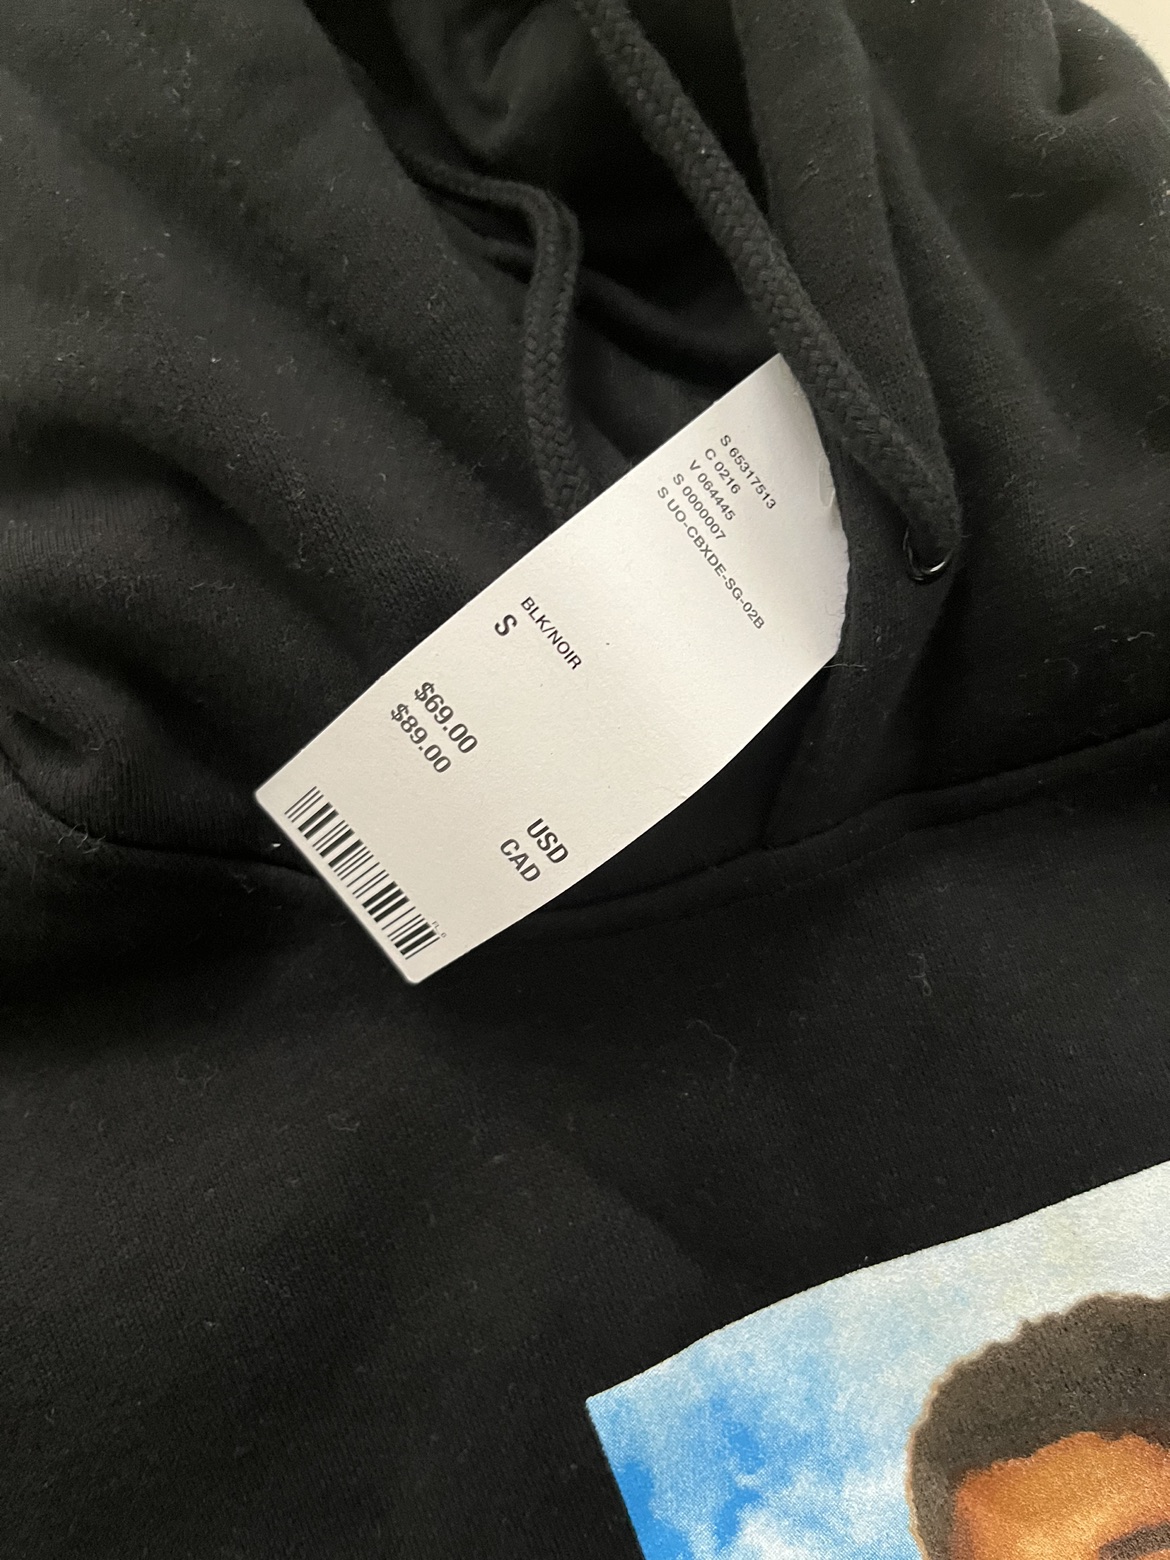 S 65317513
C 0216
V 064445
S 0000007
S UO-CBXDE-SG-02B
BLK/NOIR
S
$69.00 USD
$89.00 CAD